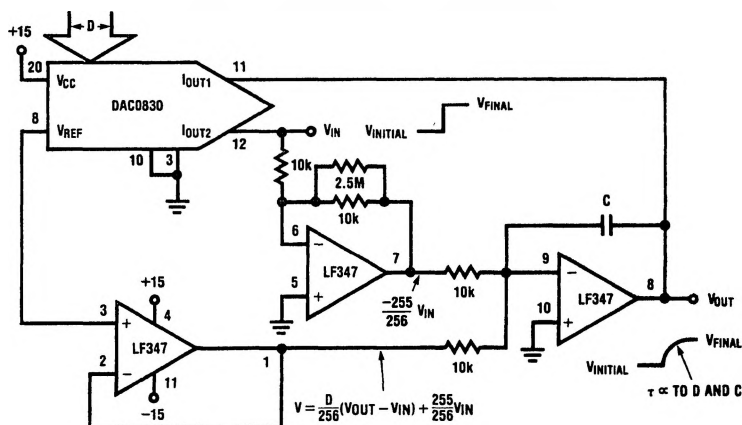 D
+15
20
VCC
IOUT1
11
DAC0830
8
VREF
IOUT2
12
VIN
VINITIAL
VFINAL
10
3
10k
2.5M
10k
C
6
−
LF347
7
5
+
10k
9
−
LF347
8
VOUT
10
+
-255/256 VIN
+15
3
+
4
LF347
1
2
−
11
-15
10k
VINITIAL
VFINAL
τ ∝ TO D AND C
V = D/256 (VOUT - VIN) + 255/256 VIN